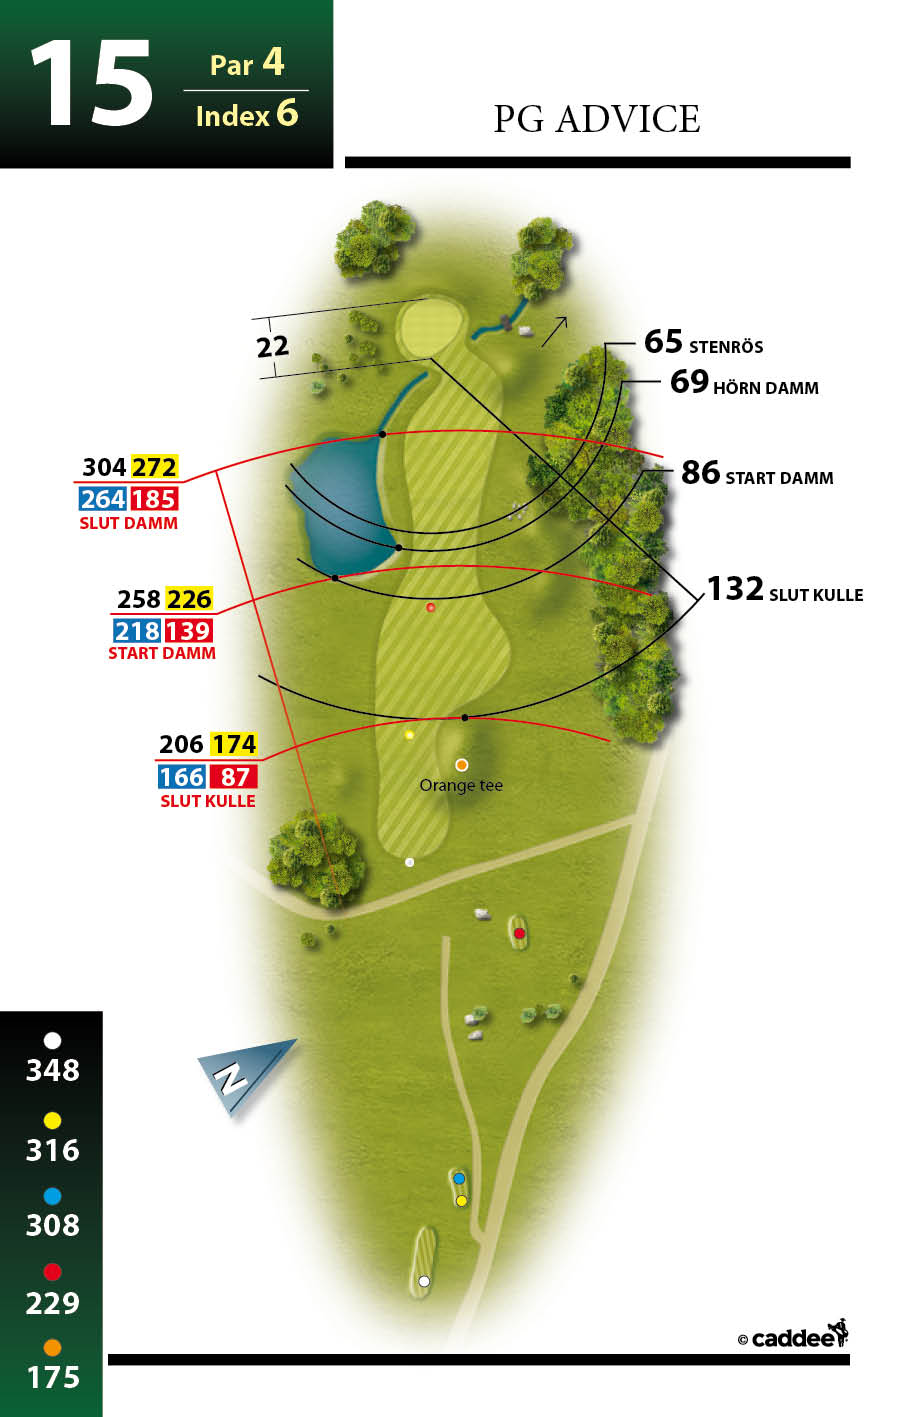 15
Par 4
Index 6
PG ADVICE
22
65 STENRÖS
69 HÖRN DAMM
86 START DAMM
132 SLUT KULLE
304 272
264 185
SLUT DAMM
258 226
218 139
START DAMM
206 174
166 87
SLUT KULLE
Orange tee
N
348
316
308
229
175
© caddee